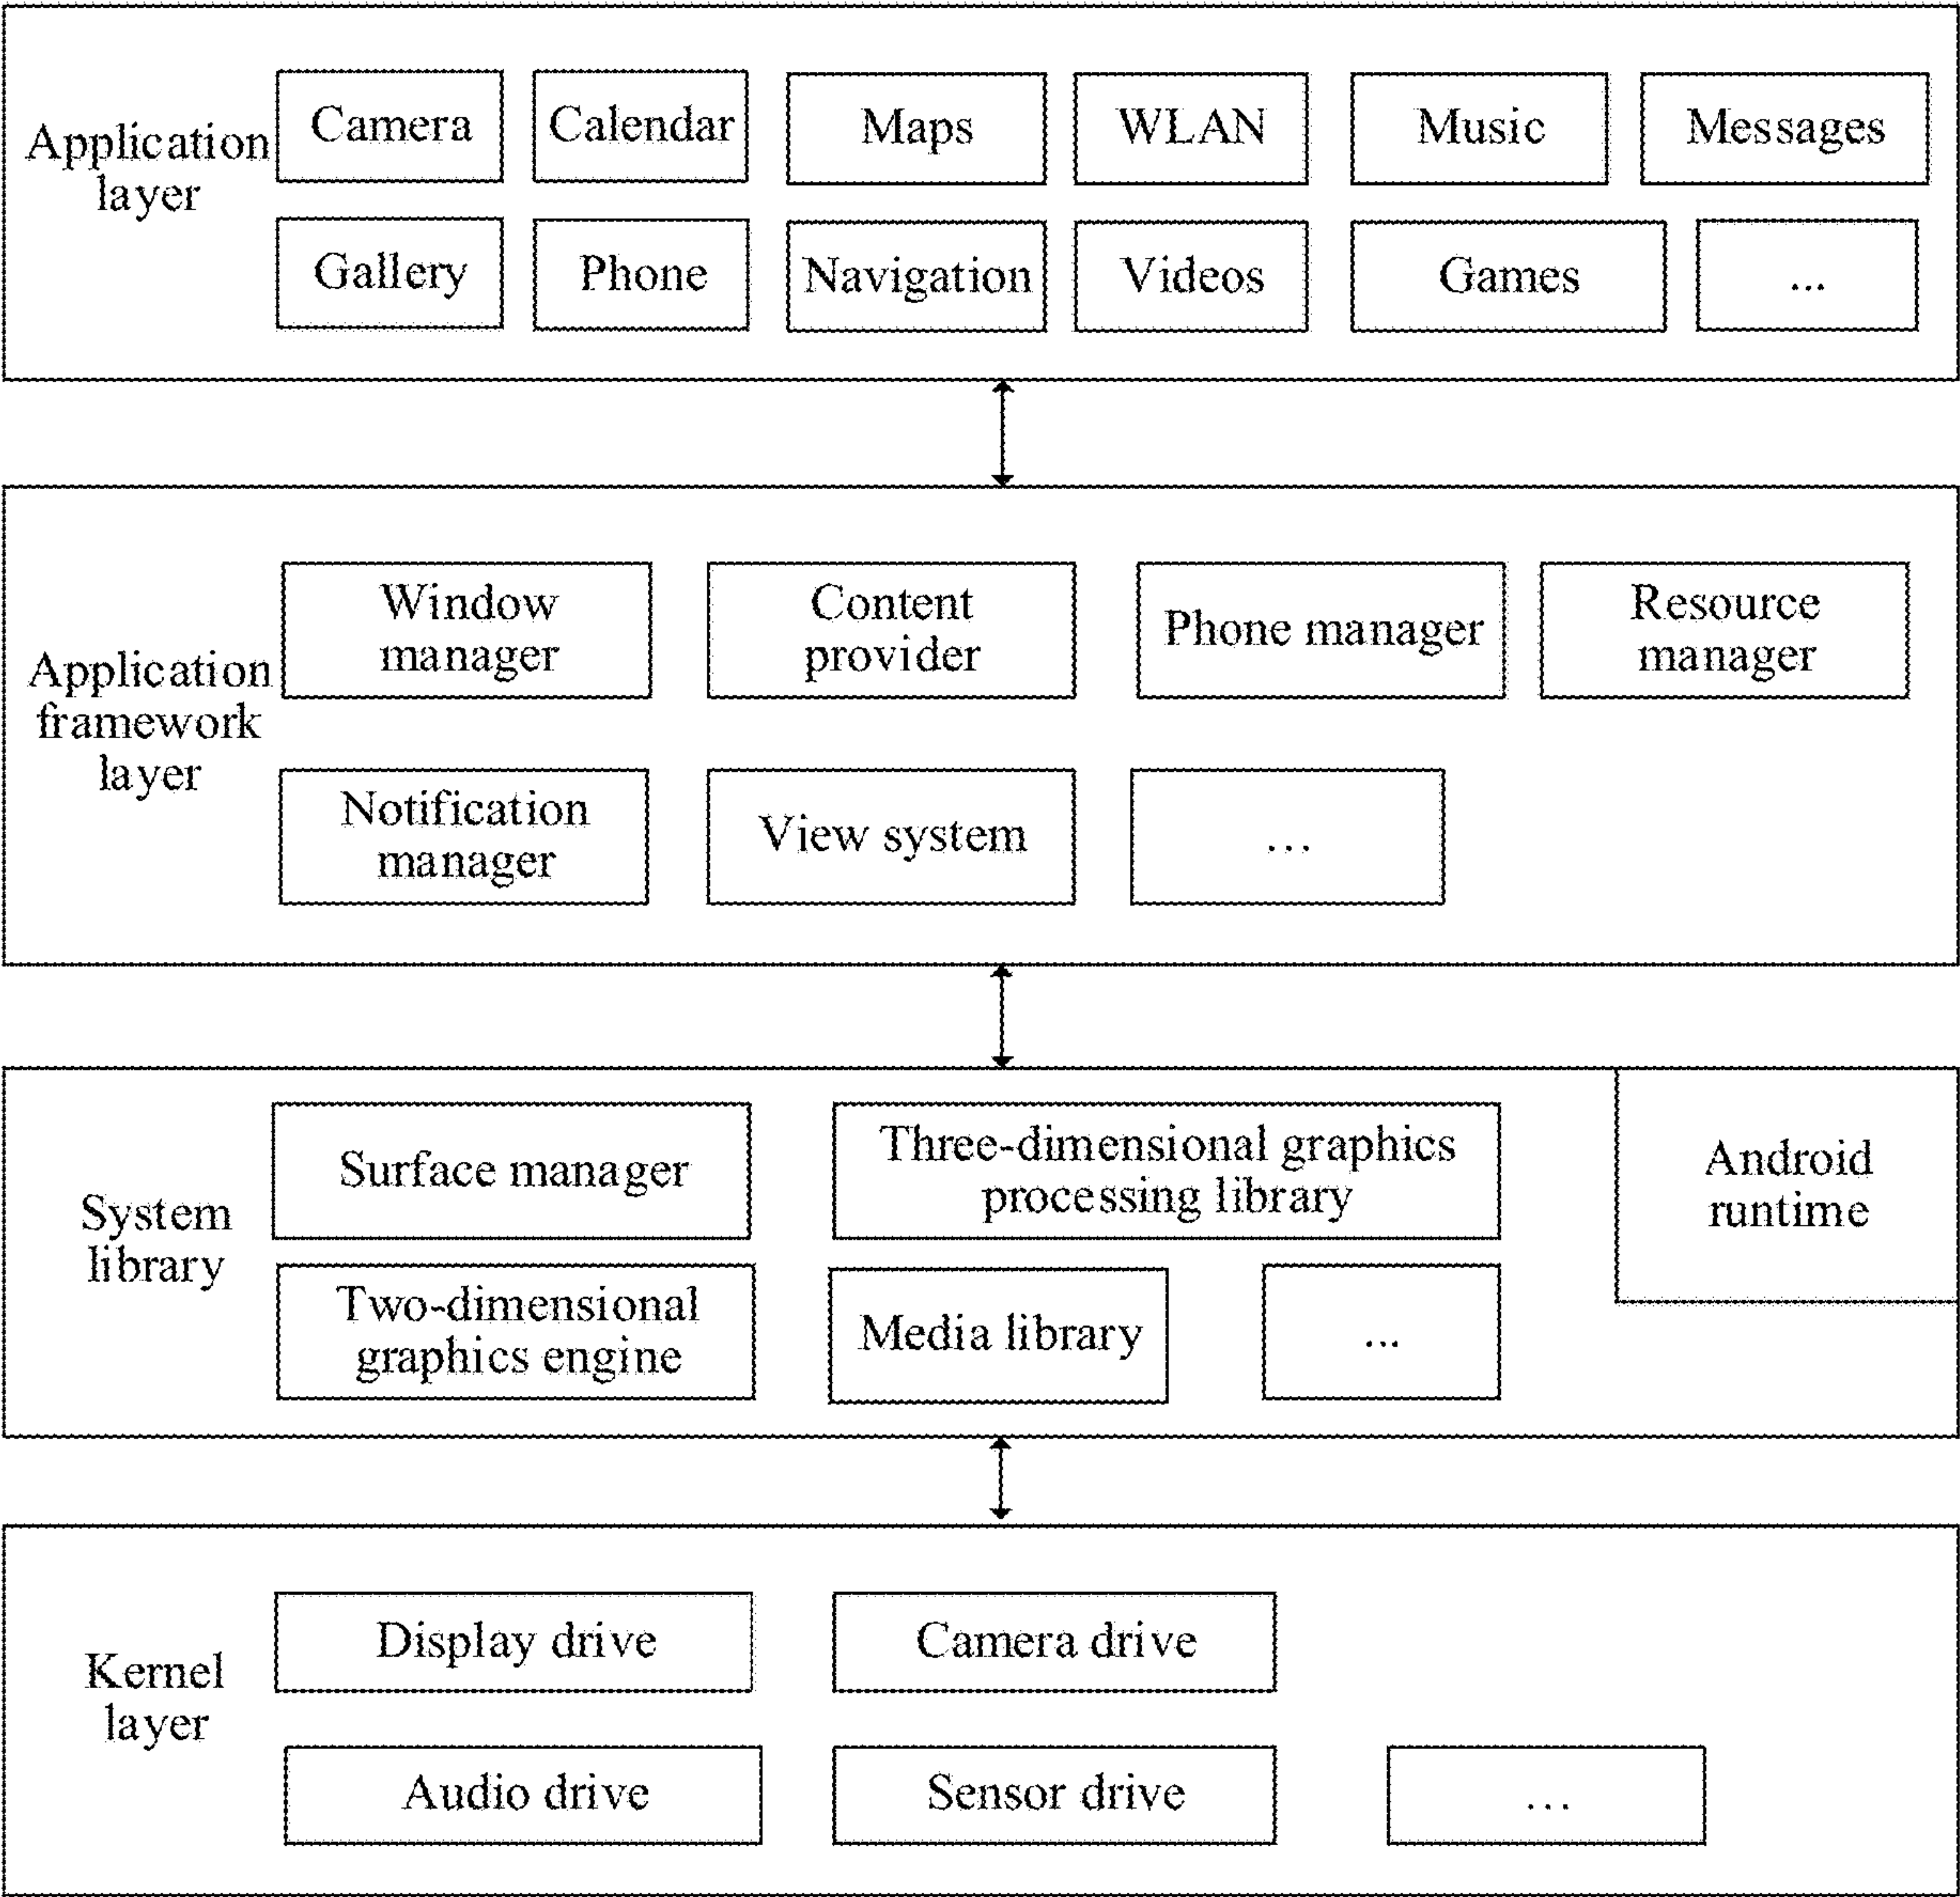 Application
layer
Camera
Calendar
Maps
WLAN
Music
Messages
Gallery
Phone
Navigation
Videos
Games
...
Application
framework
layer
Window
manager
Content
provider
Phone manager
Resource
manager
Notification
manager
View system
...
System
library
Surface manager
Three-dimensional graphics
processing library
Android
runtime
Two-dimensional
graphics engine
Media library
...
Kernel
layer
Display drive
Camera drive
Audio drive
Sensor drive
...